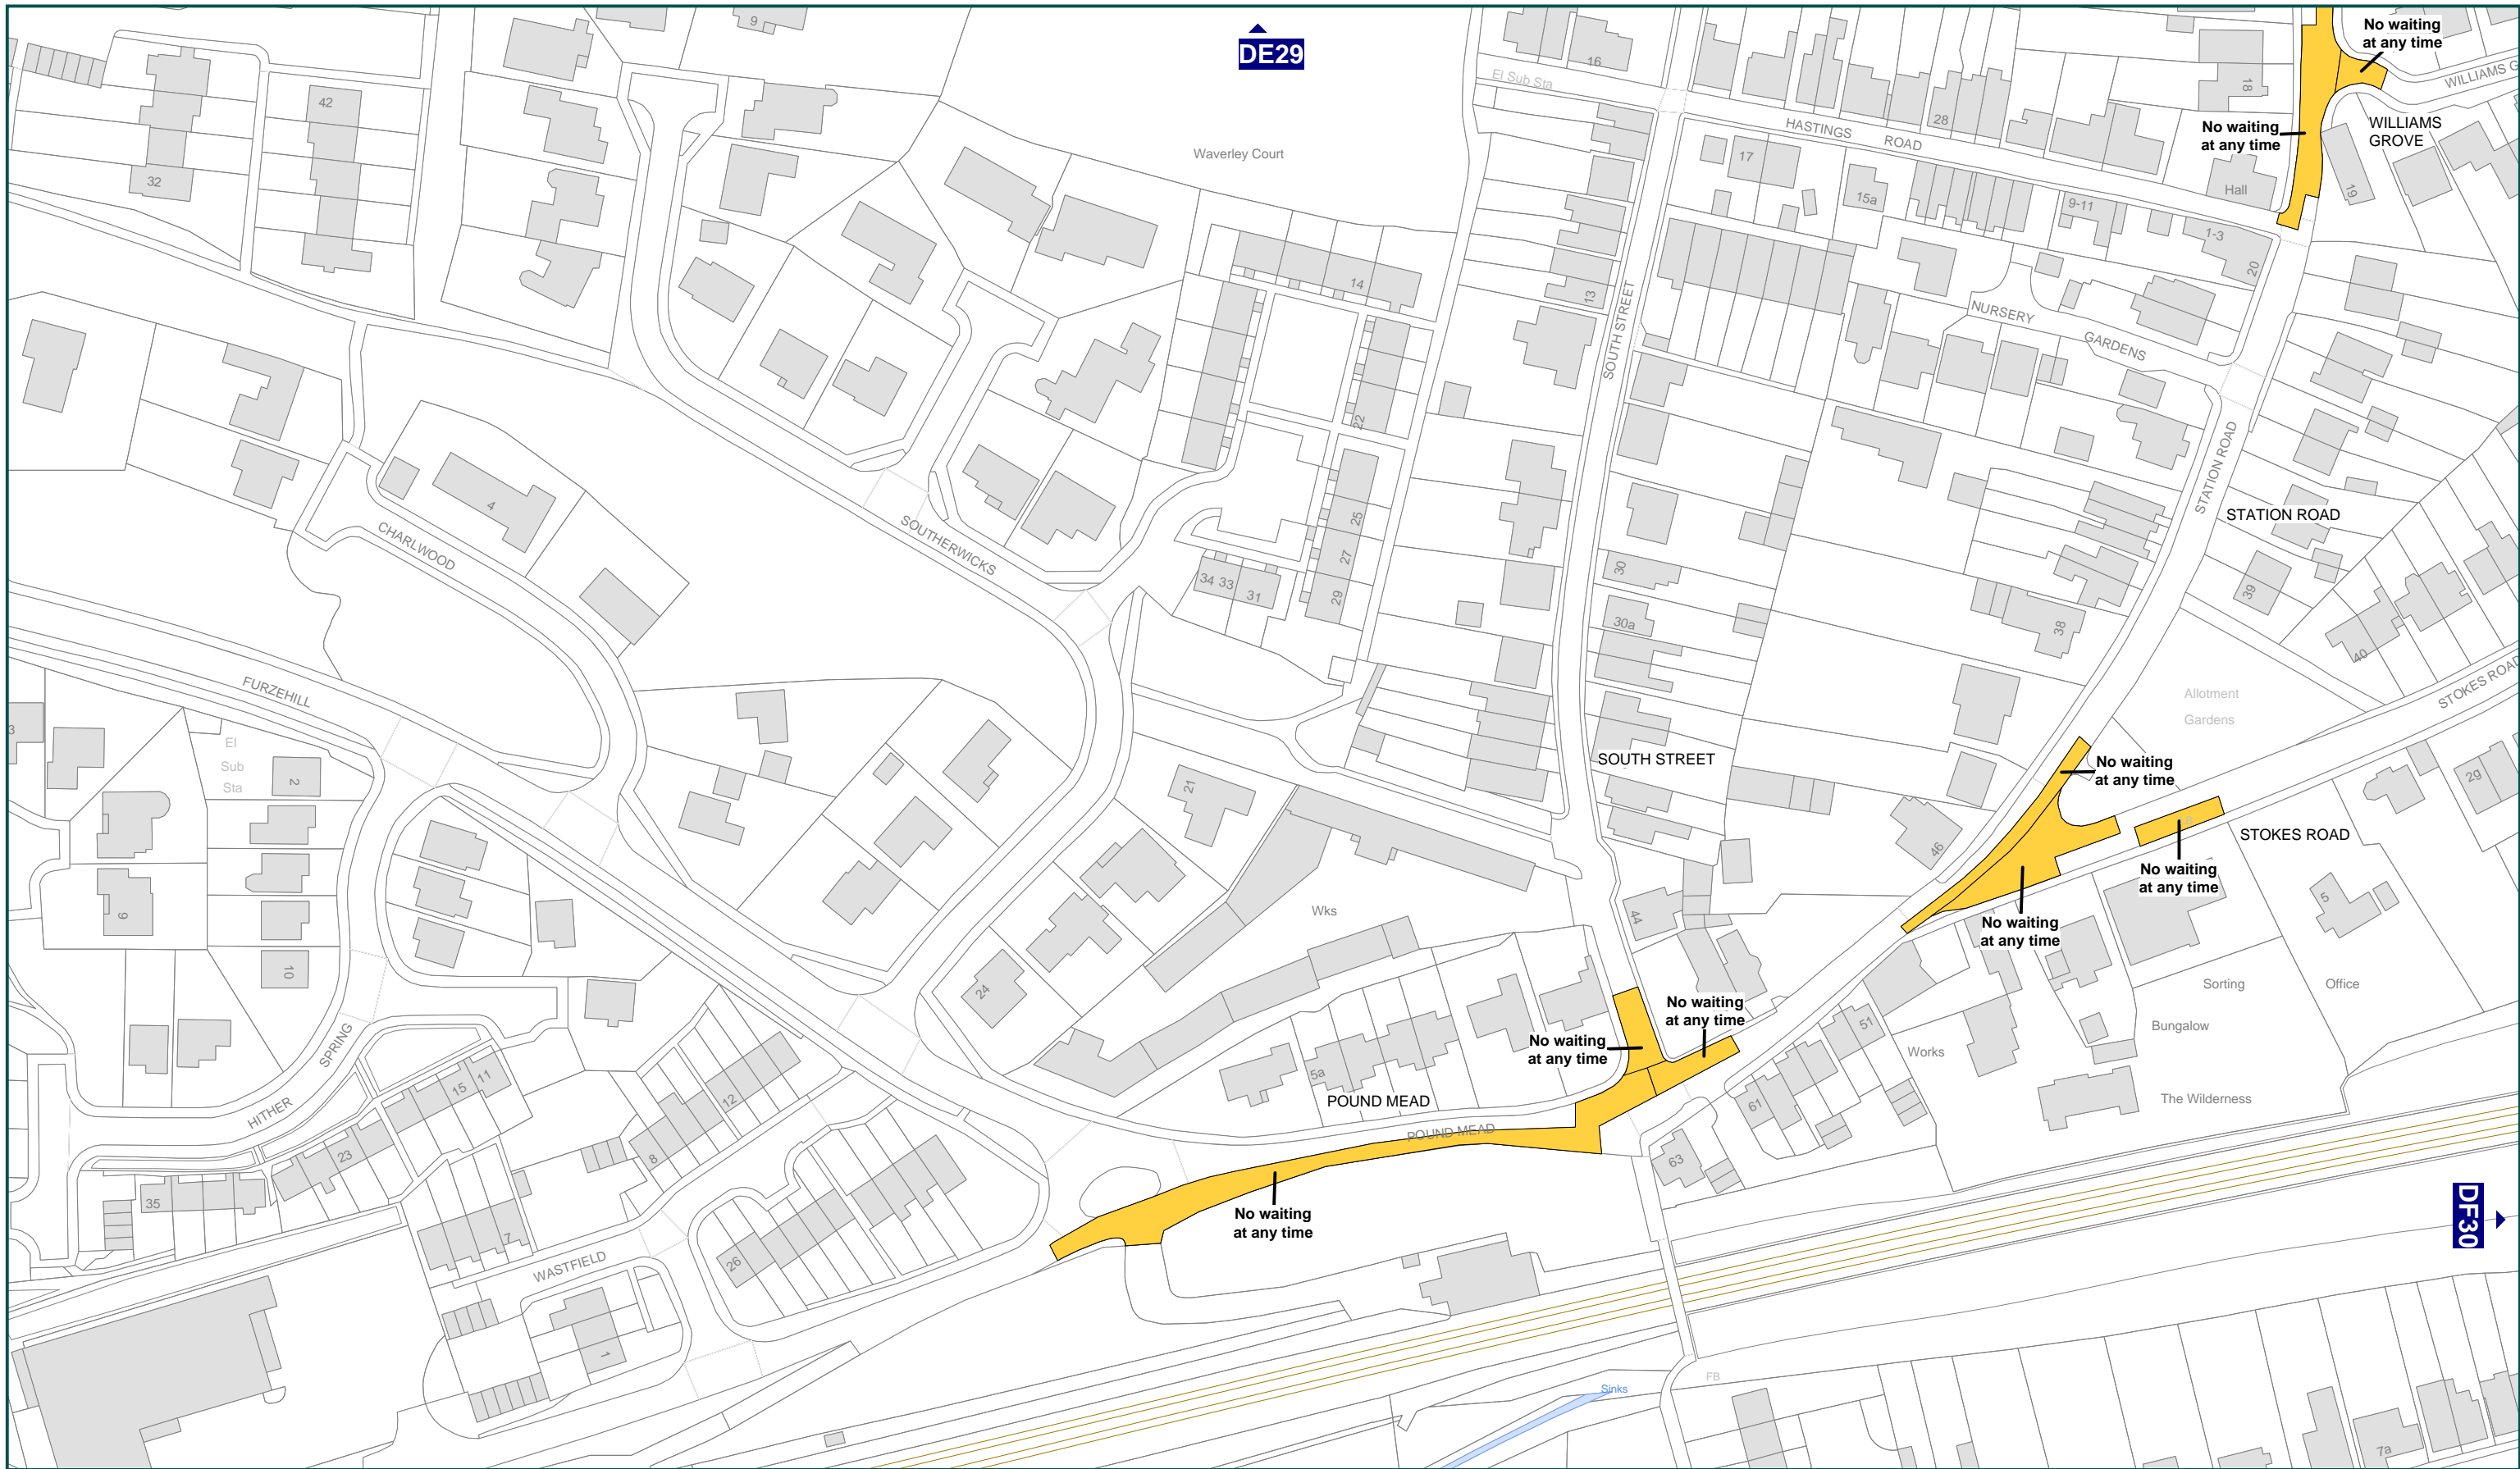 DE29
No waiting
at any time
WILLIAMS G
9
16
El Sub Sta
18
42
32
28
HASTINGS ROAD
No waiting
at any time
WILLIAMS
GROVE
Waverley Court
17
15a
Hall
19
9-11
1-3
20
14
13
SOUTH STREET
NURSERY GARDENS
22
STATION ROAD
STATION ROAD
4
25
CHARLWOOD
SOUTHERWICKS
27
34 33
31
29
30
30a
39
38
40
STOKES ROAD
FURZEHILL
Allotment
Gardens
3
El
Sub
Sta
2
21
SOUTH STREET
No waiting
at any time
29
STOKES ROAD
46
No waiting
at any time
5
9
Wks
44
No waiting
at any time
10
24
Sorting
Office
No waiting
at any time
51
Bungalow
Works
No waiting
at any time
SPRING
HITHER
15
11
12
5a
POUND MEAD
61
The Wilderness
POUND MEAD
23
8
63
35
No waiting
at any time
DF30
7
WASTFIELD
26
1
Sinks
FB
7a